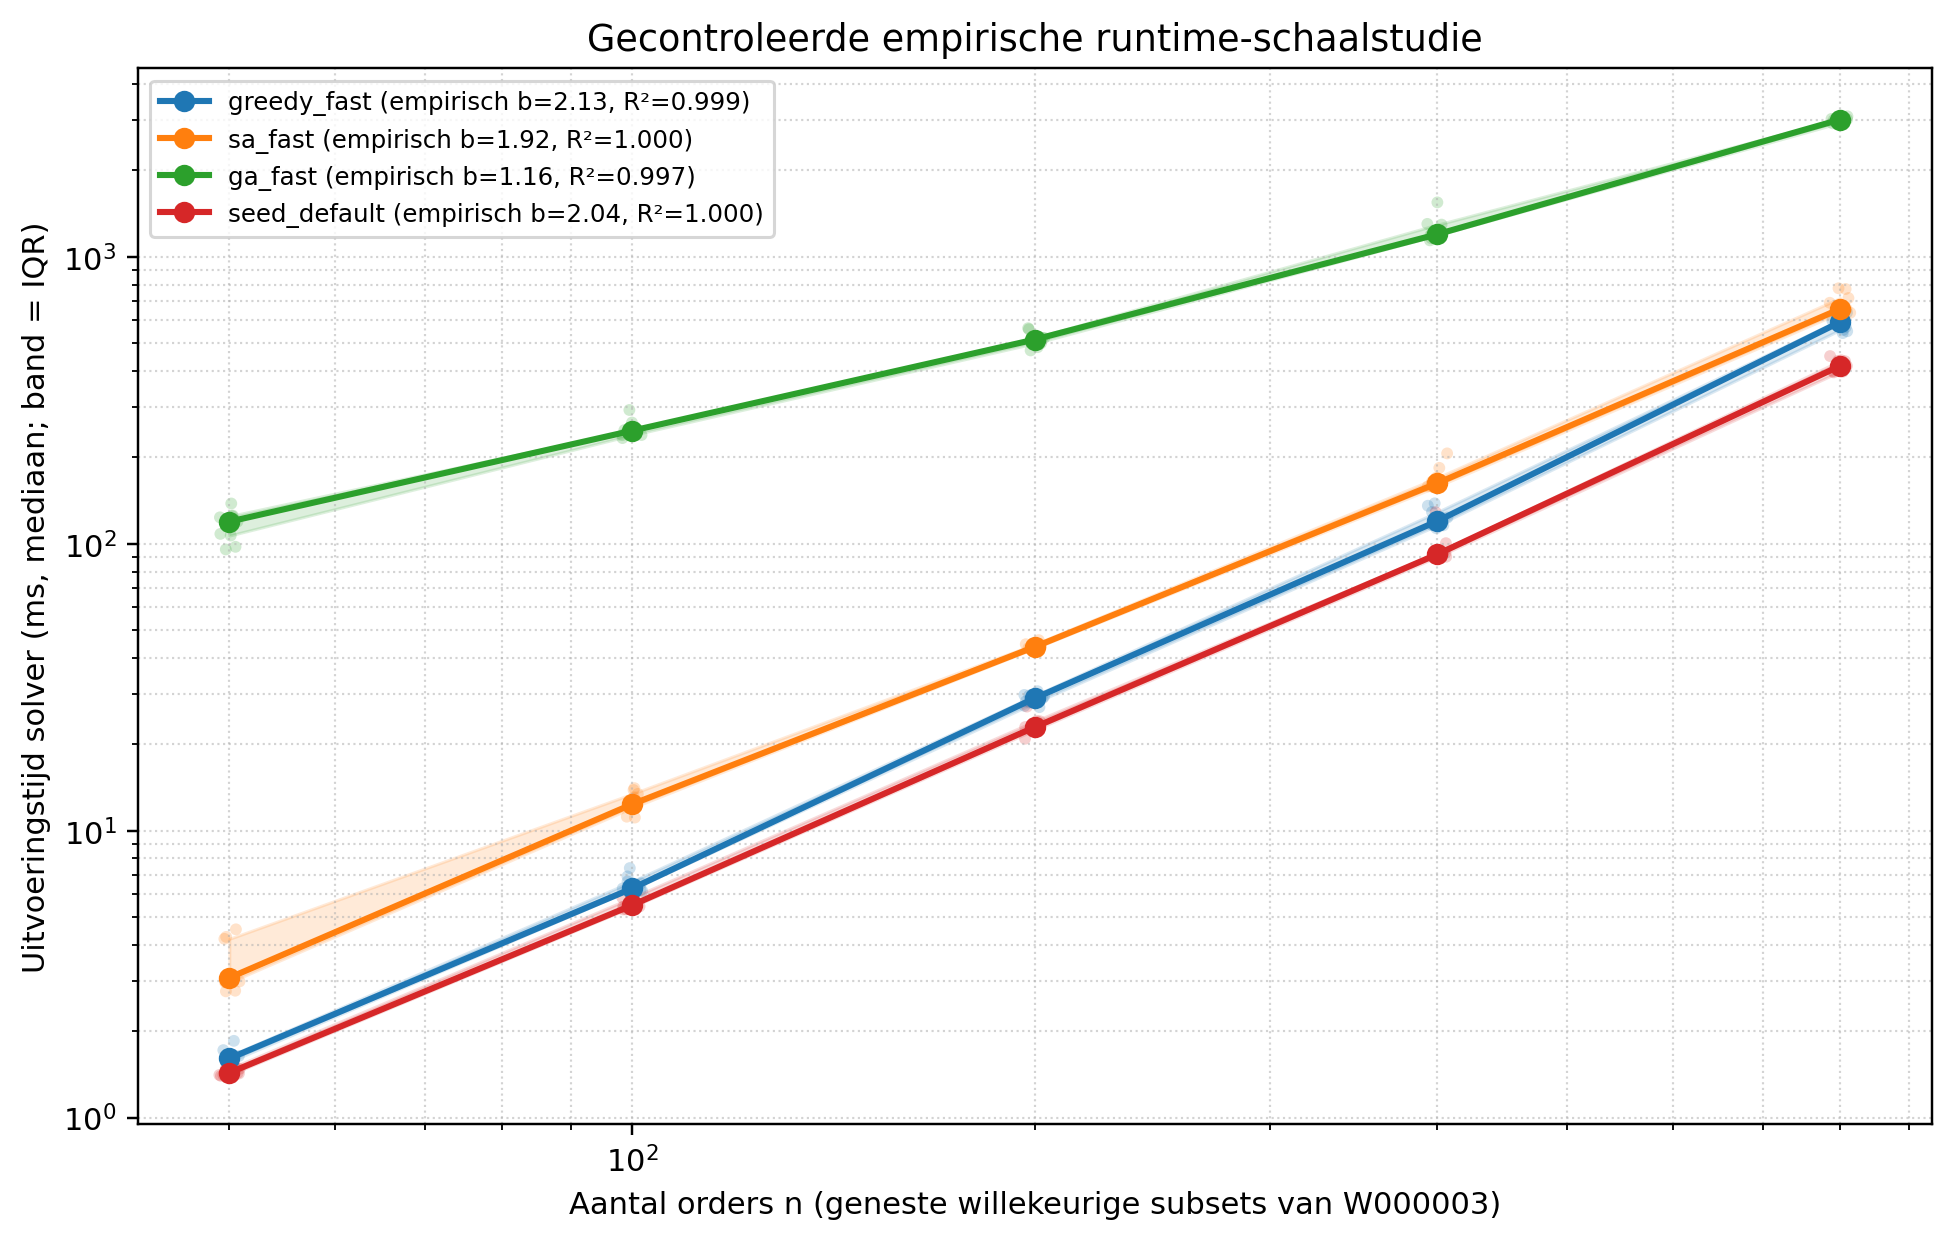 Gecontroleerde empirische runtime-schaalstudie
greedy_fast (empirisch b=2.13, R²=0.999)
sa_fast (empirisch b=1.92, R²=1.000)
ga_fast (empirisch b=1.16, R²=0.997)
seed_default (empirisch b=2.04, R²=1.000)
Uitvoeringstijd solver (ms, mediaan; band = IQR)
10³
10²
10¹
10⁰
10²
Aantal orders n (geneste willekeurige subsets van W000003)